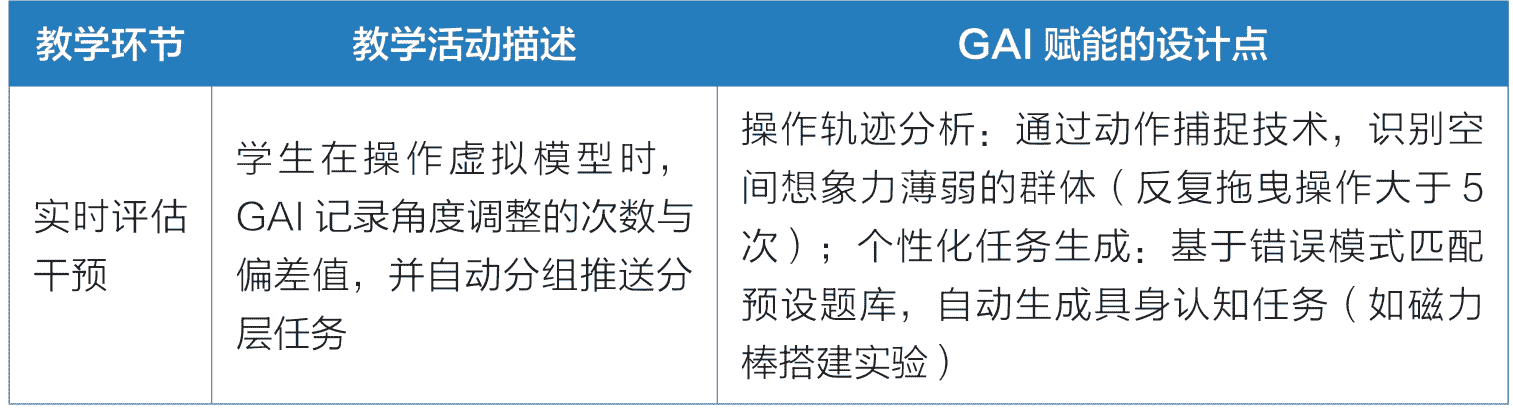 教学环节 教学活动描述 GAI 赋能的设计点
实时评估
干预
学生在操作虚拟模型时，
GAI 记录角度调整的次数与
偏差值，并自动分组推送分
层任务
操作轨迹分析：通过动作捕捉技术，识别空
间想象力薄弱的群体（反复拖曳操作大于 5
次）；个性化任务生成：基于错误模式匹配
预设题库，自动生成具身认知任务（如磁力
棒搭建实验）